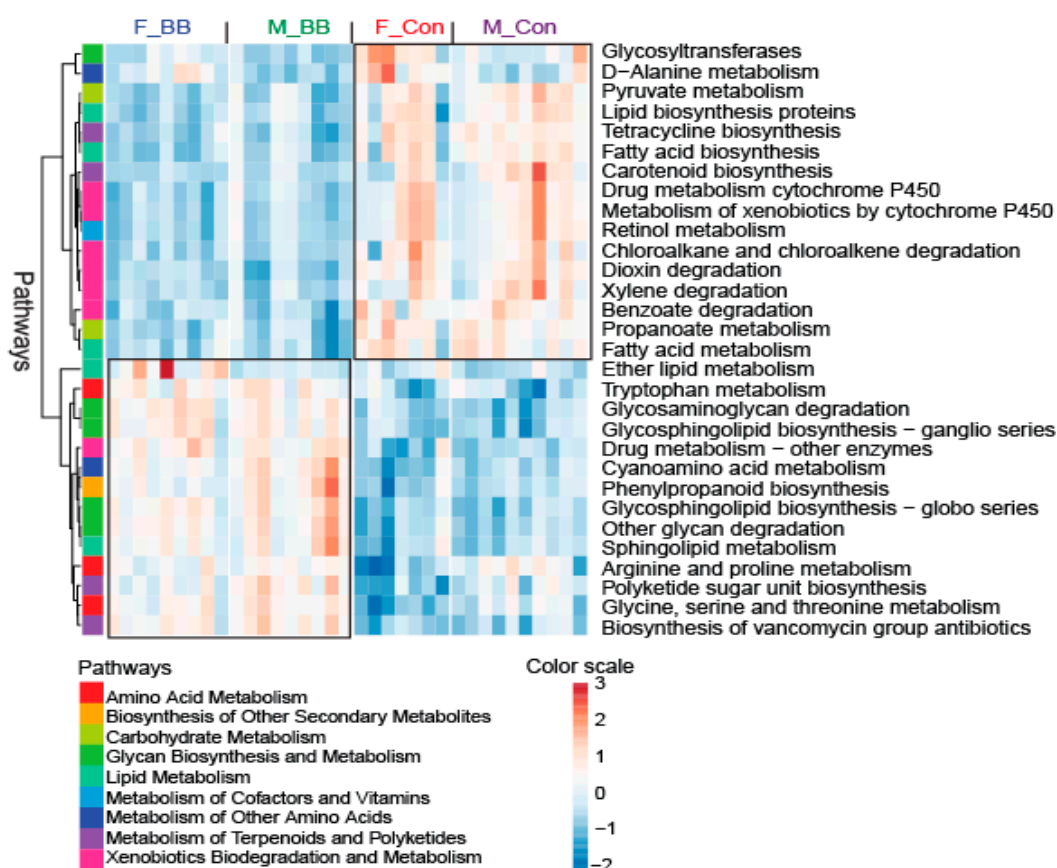 F_BB M_BB F_Con M_Con
Glycosyltransferases
D−Alanine metabolism
Pyruvate metabolism
Lipid biosynthesis proteins
Tetracycline biosynthesis
Fatty acid biosynthesis
Carotenoid biosynthesis
Drug metabolism cytochrome P450
Metabolism of xenobiotics by cytochrome P450
Retinol metabolism
Chloroalkane and chloroalkene degradation
Dioxin degradation
Xylene degradation
Benzoate degradation
Propanoate metabolism
Fatty acid metabolism
Ether lipid metabolism
Tryptophan metabolism
Glycosaminoglycan degradation
Glycosphingolipid biosynthesis − ganglio series
Drug metabolism − other enzymes
Cyanoamino acid metabolism
Phenylpropanoid biosynthesis
Glycosphingolipid biosynthesis − globo series
Other glycan degradation
Sphingolipid metabolism
Arginine and proline metabolism
Polyketide sugar unit biosynthesis
Glycine, serine and threonine metabolism
Biosynthesis of vancomycin group antibiotics
Pathways
Pathways
Amino Acid Metabolism
Biosynthesis of Other Secondary Metabolites
Carbohydrate Metabolism
Glycan Biosynthesis and Metabolism
Lipid Metabolism
Metabolism of Cofactors and Vitamins
Metabolism of Other Amino Acids
Metabolism of Terpenoids and Polyketides
Xenobiotics Biodegradation and Metabolism
Color scale
3
2
1
0
−1
−2